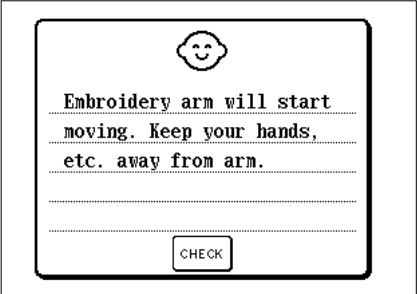 Embroidery arm will start
moving. Keep your hands,
etc. away from arm.
CHECK